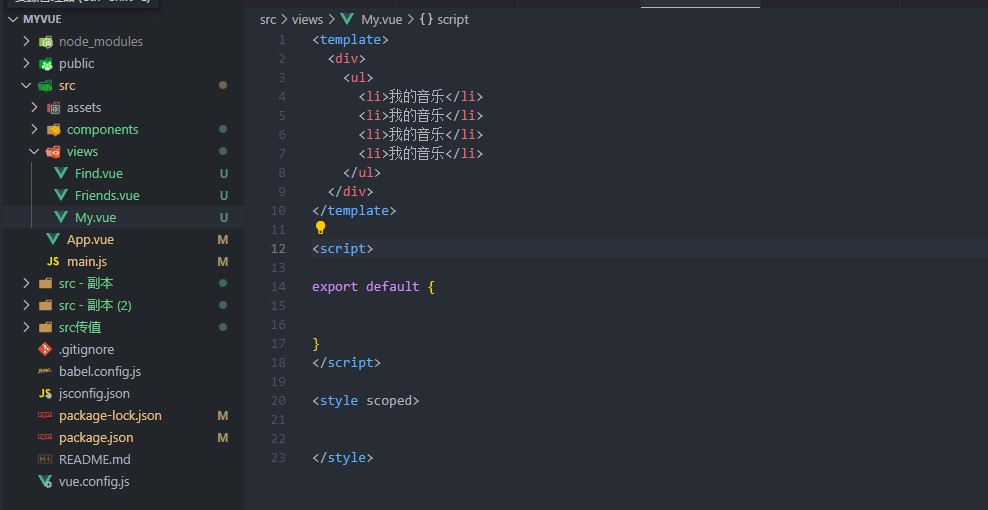 MYVUE
node_modules
public
src
assets
components
views
Find.vue U
Friends.vue U
My.vue U
App.vue M
JS main.js M
src - 副本
src - 副本 (2)
src传值
.gitignore
babel.config.js
JS jsconfig.json
package-lock.json M
package.json M
README.md
vue.config.js
src > views > My.vue > {} script
1 <template>
2 <div>
3 <ul>
4 <li>我的音乐</li>
5 <li>我的音乐</li>
6 <li>我的音乐</li>
7 <li>我的音乐</li>
8 </ul>
9 </div>
10 </template>
11
12 <script>
13
14 export default {
15
16
17 }
18 </script>
19
20 <style scoped>
21
22
23 </style>